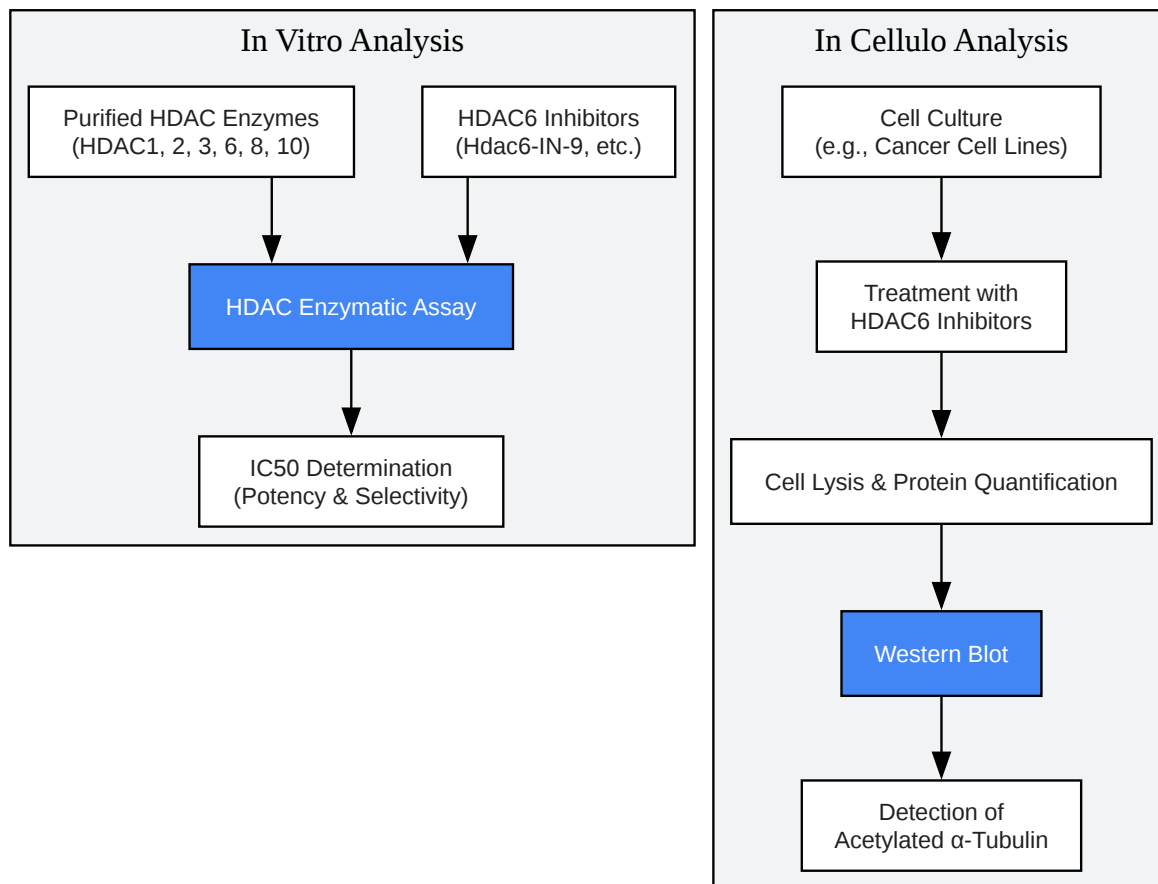 In Vitro Analysis
Purified HDAC Enzymes
(HDAC1, 2, 3, 6, 8, 10)
HDAC6 Inhibitors
(Hdac6-IN-9, etc.)
HDAC Enzymatic Assay
IC50 Determination
(Potency & Selectivity)
In Cellulo Analysis
Cell Culture
(e.g., Cancer Cell Lines)
Treatment with
HDAC6 Inhibitors
Cell Lysis & Protein Quantification
Western Blot
Detection of
Acetylated α-Tubulin